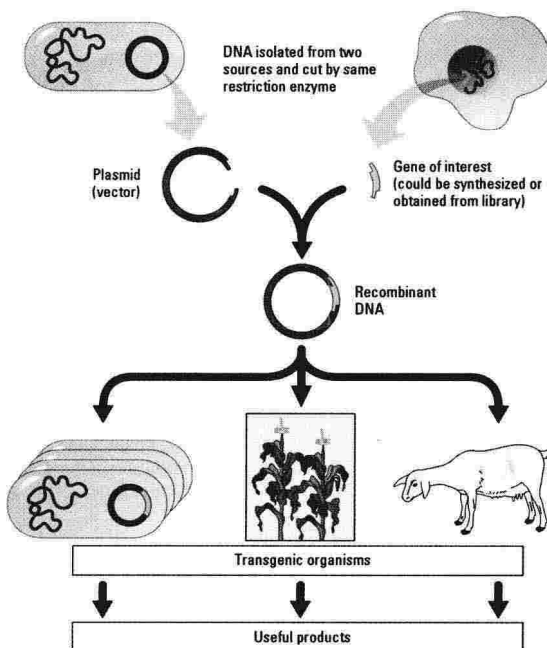 DNA isolated from two
sources and cut by same
restriction enzyme
Plasmid
(vector)
Gene of interest
(could be synthesized or
obtained from library)
Recombinant
DNA
Transgenic organisms
Useful products